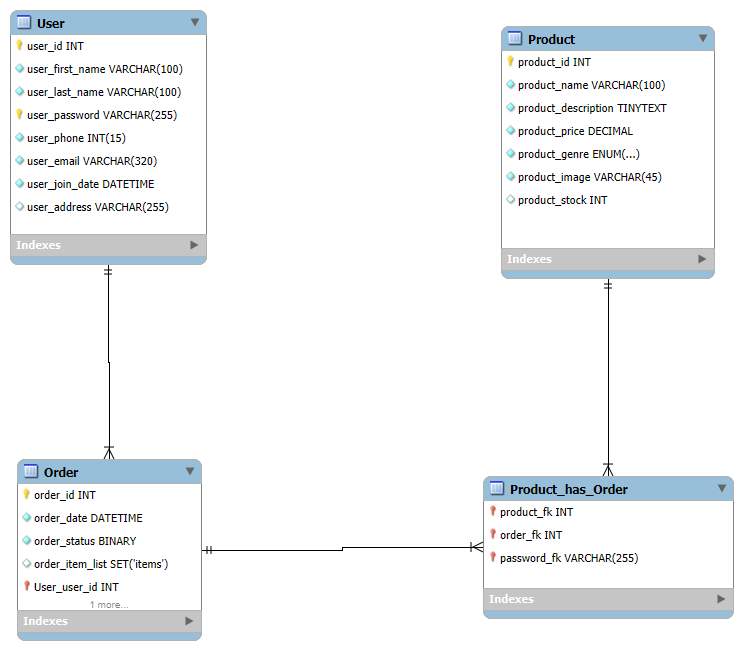 User
user_id INT
user_first_name VARCHAR(100)
user_last_name VARCHAR(100)
user_password VARCHAR(255)
user_phone INT(15)
user_email VARCHAR(320)
user_join_date DATETIME
user_address VARCHAR(255)
Indexes
Product
product_id INT
product_name VARCHAR(100)
product_description TINYTEXT
product_price DECIMAL
product_genre ENUM(...)
product_image VARCHAR(45)
product_stock INT
Indexes
Order
order_id INT
order_date DATETIME
order_status BINARY
order_item_list SET('items')
User_user_id INT
1 more...
Indexes
Product_has_Order
product_fk INT
order_fk INT
password_fk VARCHAR(255)
Indexes